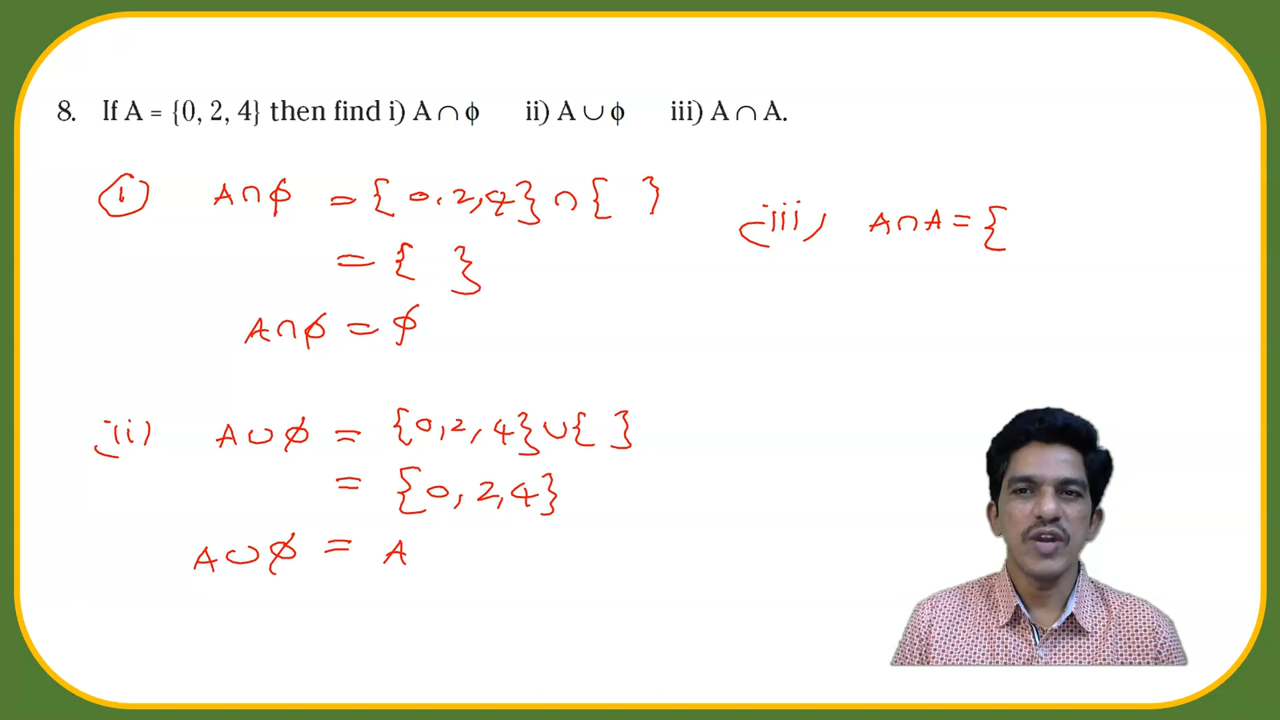 8. If A = {0, 2, 4} then find i) A ∩ ϕ ii) A ∪ ϕ iii) A ∩ A.
(i) A∩ϕ = {0,2,4}∩{ }
= { }
A∩ϕ = ϕ
(ii) A∪ϕ = {0,2,4}∪{ }
= {0,2,4}
A∪ϕ = A
(iii) A∩A = {